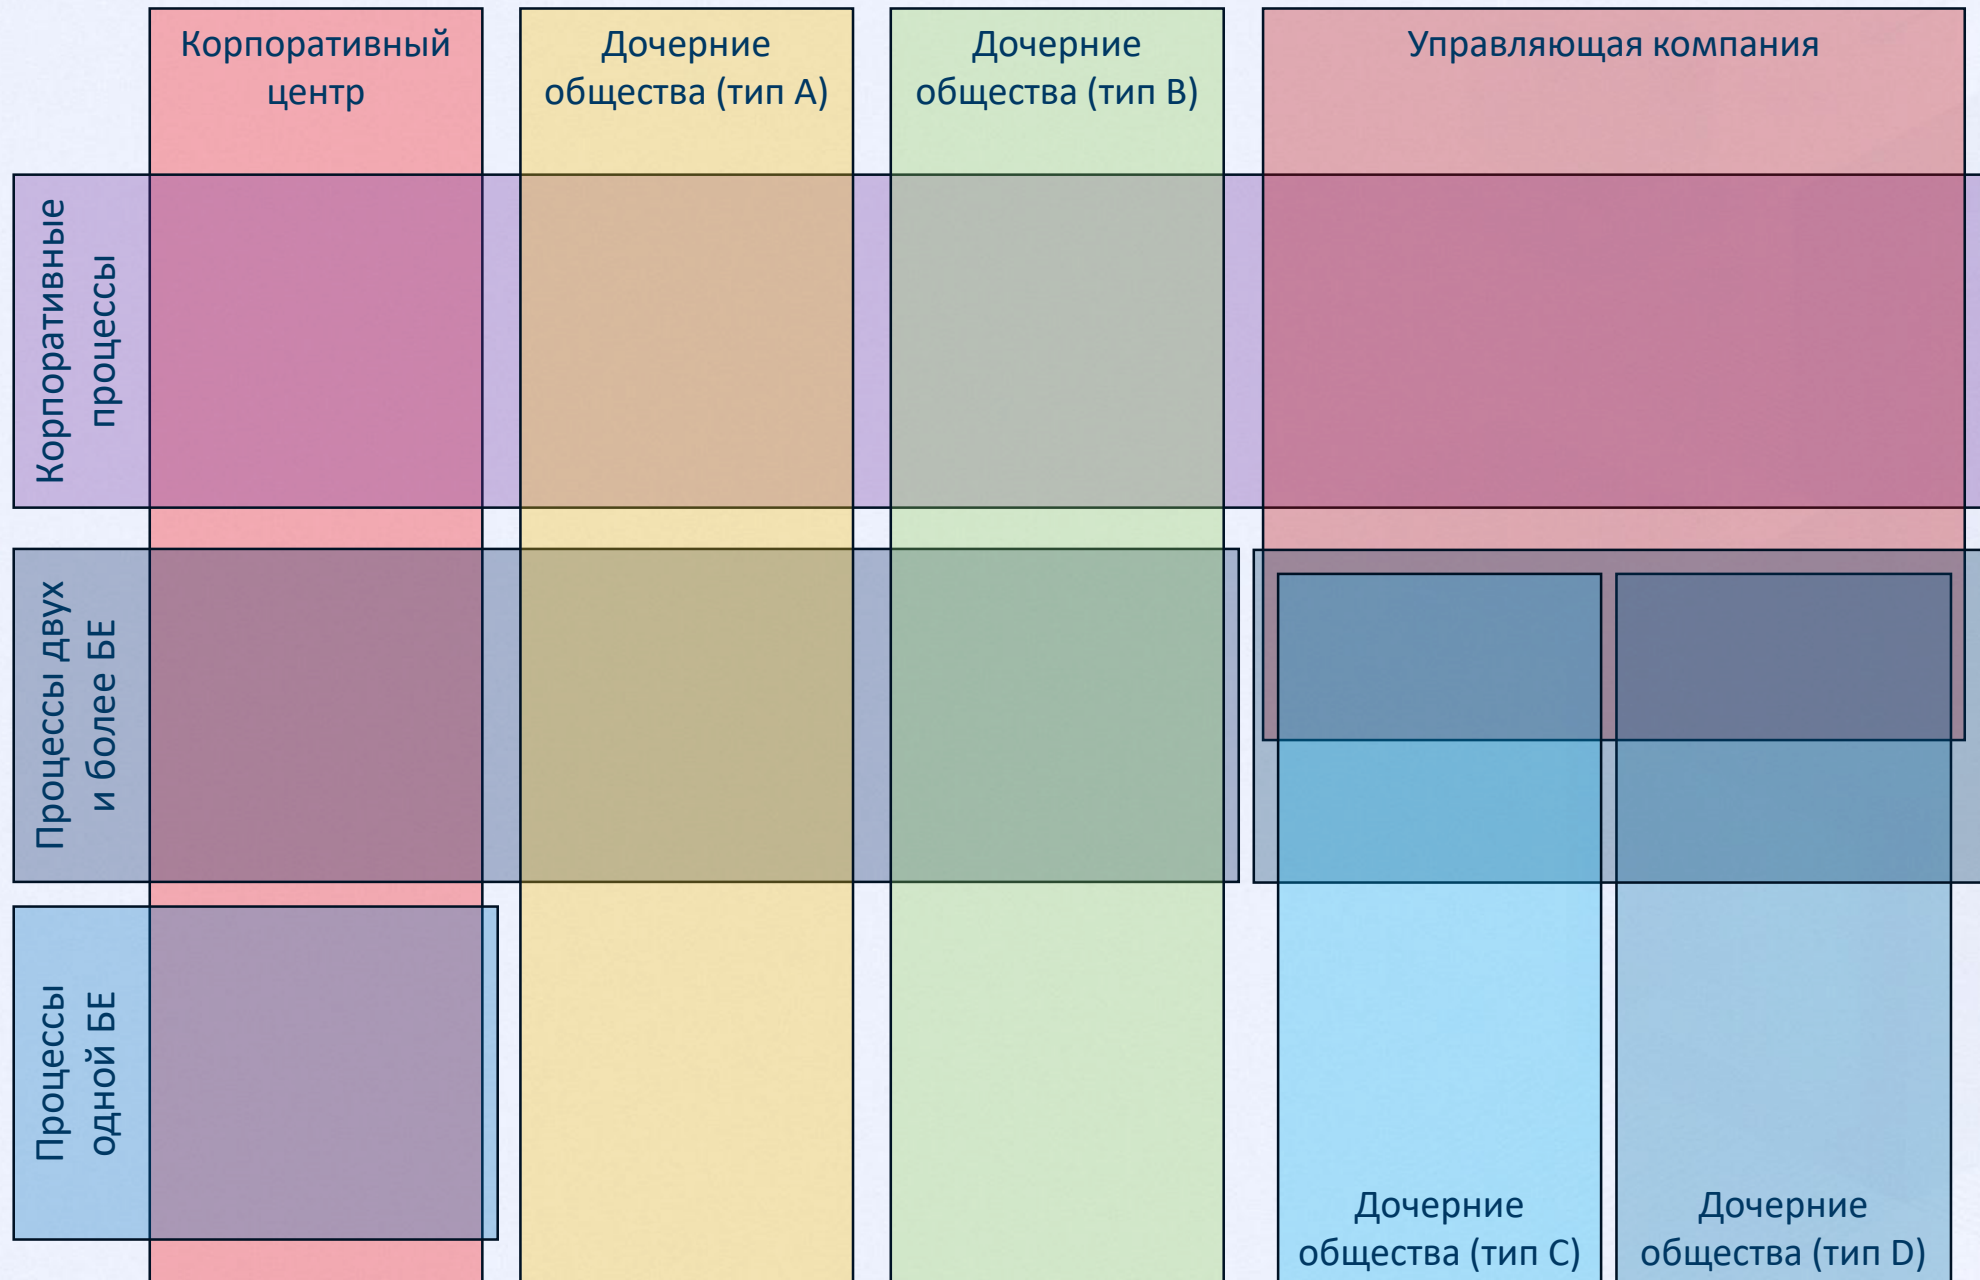 Корпоративный
центр
Дочерние
общества (тип A)
Дочерние
общества (тип B)
Управляющая компания
Корпоративные
процессы
Процессы двух
и более БЕ
Процессы
одной БЕ
Дочерние
общества (тип C)
Дочерние
общества (тип D)